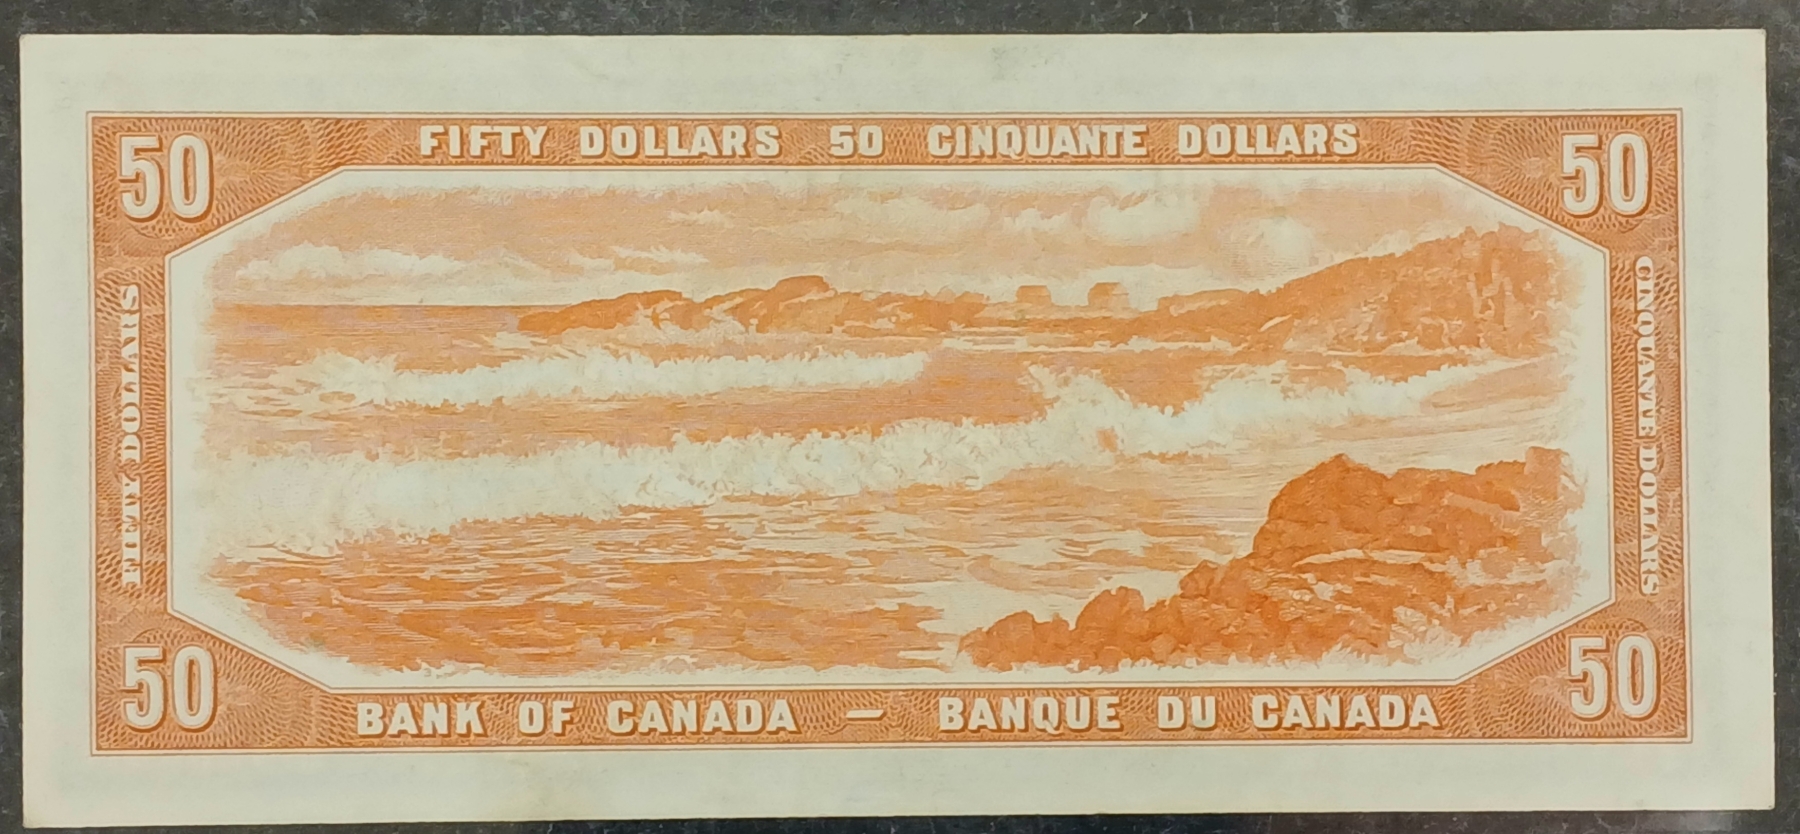 FIFTY DOLLARS 50 CINQUANTE DOLLARS
50
50
FIFTY DOLLARS
CINQUANTE DOLLARS
50
50
BANK OF CANADA — BANQUE DU CANADA